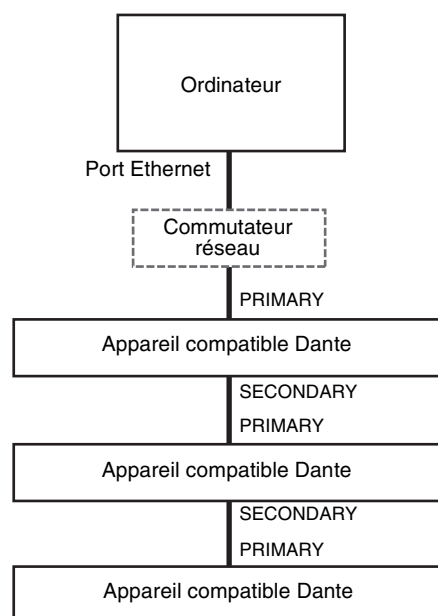 Ordinateur
Port Ethernet
Commutateur
réseau
PRIMARY
Appareil compatible Dante
SECONDARY
PRIMARY
Appareil compatible Dante
SECONDARY
PRIMARY
Appareil compatible Dante